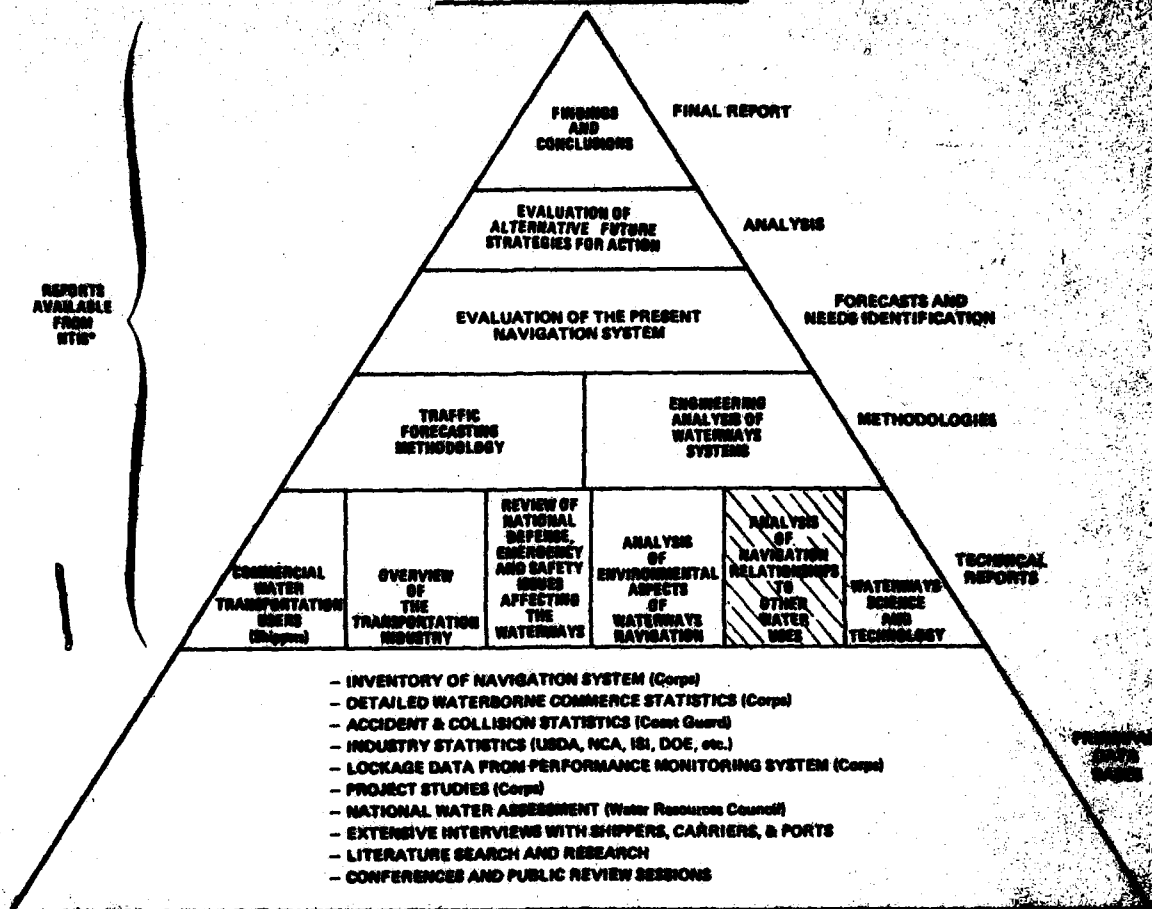 FINDINGS
AND
CONCLUSIONS
FINAL REPORT
EVALUATION OF
ALTERNATIVE FUTURE
STRATEGIES FOR ACTION
ANALYSIS
REPORTS
AVAILABLE
FROM
NTIS*
EVALUATION OF THE PRESENT
NAVIGATION SYSTEM
FORECASTS AND
NEEDS IDENTIFICATION
TRAFFIC
FORECASTING
METHODOLOGY
ENGINEERING
ANALYSIS OF
WATERWAYS
SYSTEMS
METHODOLOGIES
COMMERCIAL
WATER
TRANSPORTATION
USERS
(Shippers)
OVERVIEW
OF
THE
TRANSPORTATION
INDUSTRY
REVIEW OF
NATIONAL
DEFENSE,
EMERGENCY
AND SAFETY
ISSUES
AFFECTING
THE
WATERWAYS
ANALYSIS
OF
ENVIRONMENTAL
ASPECTS
OF
WATERWAYS
NAVIGATION
ANALYSIS
OF
NAVIGATION
RELATIONSHIPS
TO
OTHER
WATER
USES
WATERWAYS
SCIENCE
AND
TECHNOLOGY
TECHNICAL
REPORTS
– INVENTORY OF NAVIGATION SYSTEM (Corps)
– DETAILED WATERBORNE COMMERCE STATISTICS (Corps)
– ACCIDENT & COLLISION STATISTICS (Coast Guard)
– INDUSTRY STATISTICS (USDA, NCA, ISI, DOE, etc.)
– LOCKAGE DATA FROM PERFORMANCE MONITORING SYSTEM (Corps)
– PROJECT STUDIES (Corps)
– NATIONAL WATER ASSESSMENT (Water Resources Council)
– EXTENSIVE INTERVIEWS WITH SHIPPERS, CARRIERS, & PORTS
– LITERATURE SEARCH AND RESEARCH
– CONFERENCES AND PUBLIC REVIEW SESSIONS